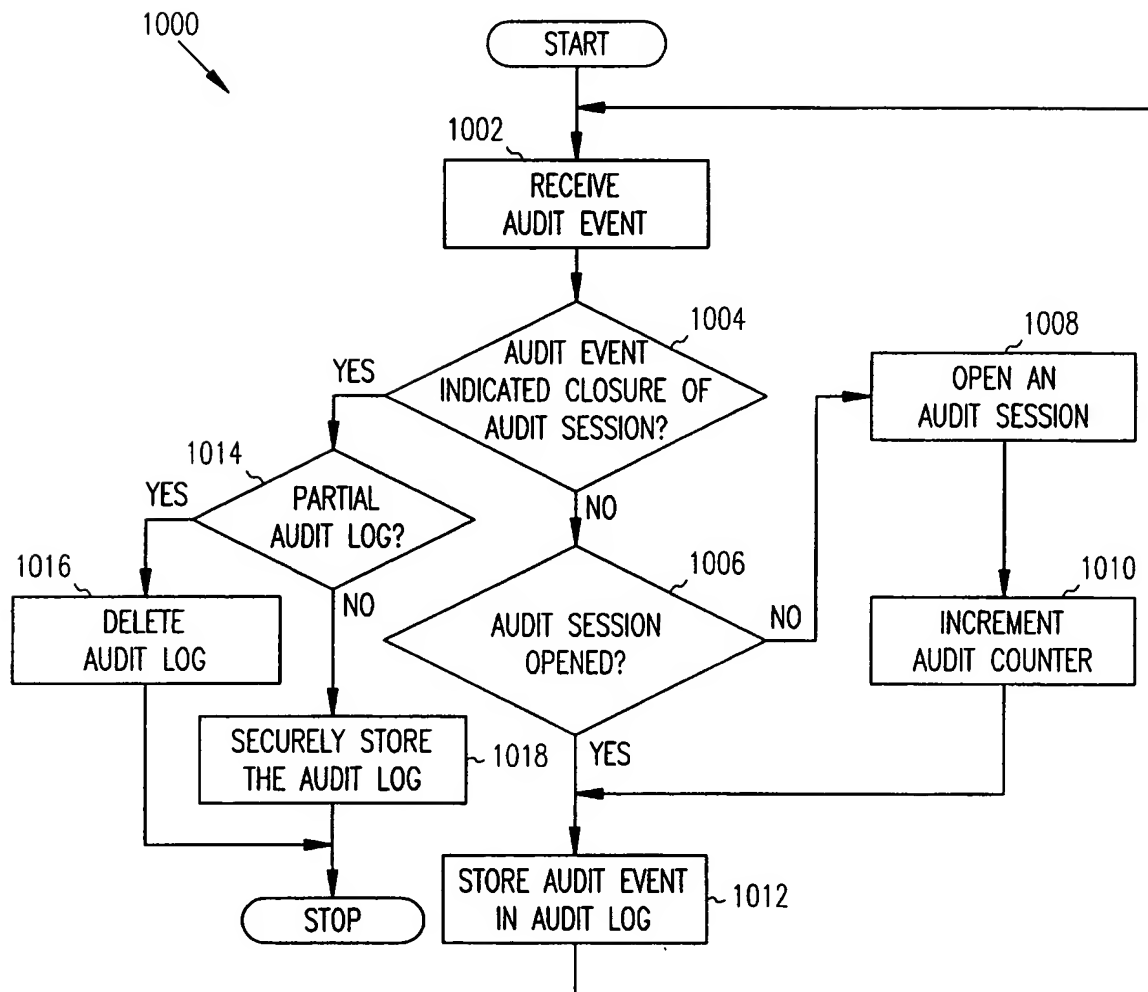 1000
START
1002
RECEIVE
AUDIT EVENT
1004
AUDIT EVENT
INDICATED CLOSURE OF
AUDIT SESSION?
YES
NO
1008
OPEN AN
AUDIT SESSION
1014
PARTIAL
AUDIT LOG?
YES
NO
1006
AUDIT SESSION
OPENED?
NO
YES
1010
INCREMENT
AUDIT COUNTER
1016
DELETE
AUDIT LOG
SECURELY STORE
THE AUDIT LOG
1018
STORE AUDIT EVENT
IN AUDIT LOG
1012
STOP